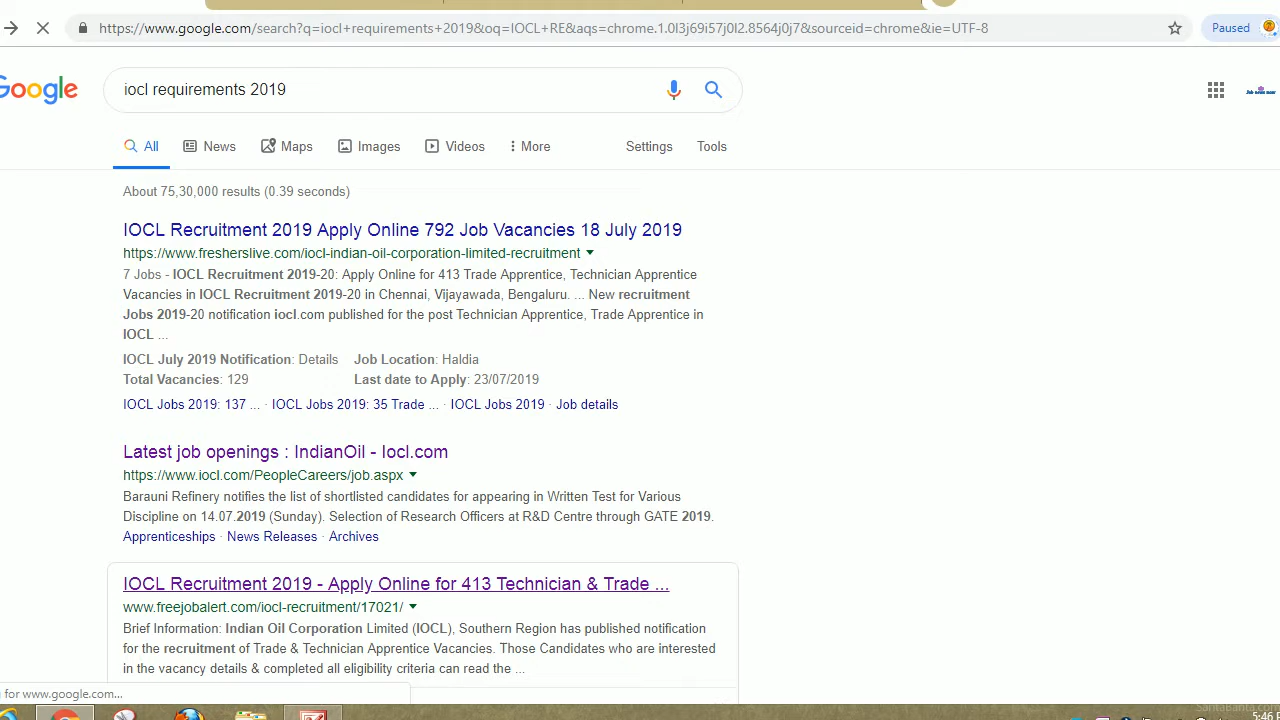 https://www.google.com/search?q=iocl+requirements+2019&oq=IOCL+RE&aqs=chrome.1.0l3j69i57j0l2.8564j0j7&sourceid=chrome&ie=UTF-8
Paused
Google
iocl requirements 2019
Job news now
All News Maps Images Videos More Settings Tools
About 75,30,000 results (0.39 seconds)
IOCL Recruitment 2019 Apply Online 792 Job Vacancies 18 July 2019
https://www.fresherslive.com/iocl-indian-oil-corporation-limited-recruitment
7 Jobs - IOCL Recruitment 2019-20: Apply Online for 413 Trade Apprentice, Technician Apprentice
Vacancies in IOCL Recruitment 2019-20 in Chennai, Vijayawada, Bengaluru. ... New recruitment
Jobs 2019-20 notification iocl.com published for the post Technician Apprentice, Trade Apprentice in
IOCL ...
IOCL July 2019 Notification: Details Job Location: Haldia
Total Vacancies: 129 Last date to Apply: 23/07/2019
IOCL Jobs 2019: 137 ... · IOCL Jobs 2019: 35 Trade ... · IOCL Jobs 2019 · Job details
Latest job openings : IndianOil - Iocl.com
https://www.iocl.com/PeopleCareers/job.aspx
Barauni Refinery notifies the list of shortlisted candidates for appearing in Written Test for Various
Discipline on 14.07.2019 (Sunday). Selection of Research Officers at R&D Centre through GATE 2019.
Apprenticeships · News Releases · Archives
IOCL Recruitment 2019 - Apply Online for 413 Technician & Trade ...
www.freejobalert.com/iocl-recruitment/17021/
Brief Information: Indian Oil Corporation Limited (IOCL), Southern Region has published notification
for the recruitment of Trade & Technician Apprentice Vacancies. Those Candidates who are interested
in the vacancy details & completed all eligibility criteria can read the ...
for www.google.com...
SantaBanta.com
5:46 P